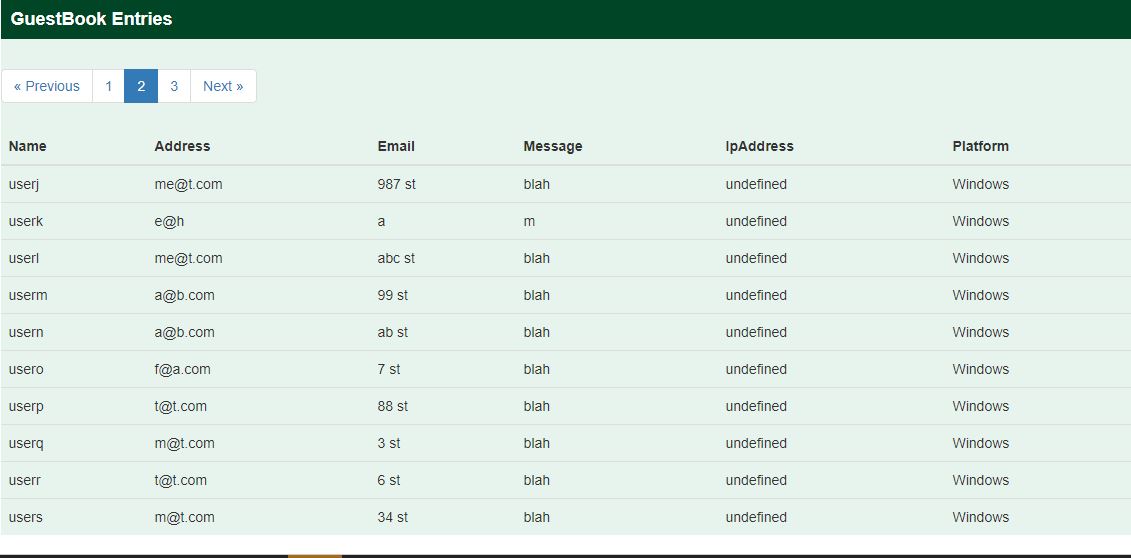 GuestBook Entries
« Previous 1 2 3 Next »
Name Address Email Message IpAddress Platform
userj me@t.com 987 st blah undefined Windows
userk e@h a m undefined Windows
userl me@t.com abc st blah undefined Windows
userm a@b.com 99 st blah undefined Windows
usern a@b.com ab st blah undefined Windows
usero f@a.com 7 st blah undefined Windows
userp t@t.com 88 st blah undefined Windows
userq m@t.com 3 st blah undefined Windows
userr t@t.com 6 st blah undefined Windows
users m@t.com 34 st blah undefined Windows